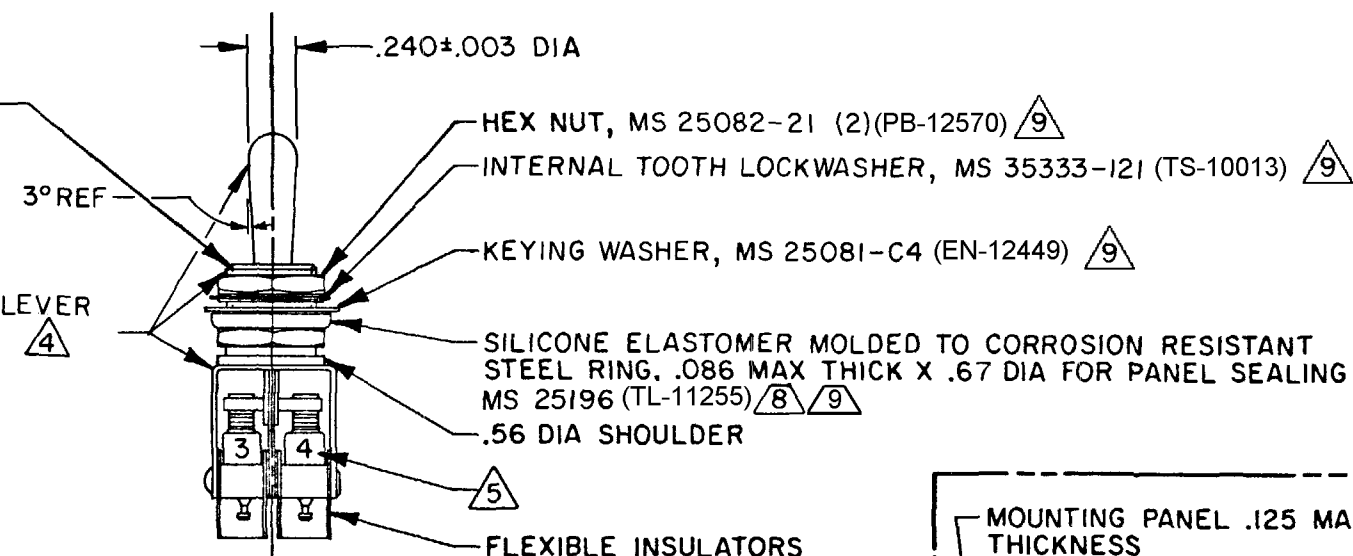 .240±.003 DIA
HEX NUT, MS 25082-21 (2)(PB-12570) 9
INTERNAL TOOTH LOCKWASHER, MS 35333-121 (TS-10013) 9
3° REF
KEYING WASHER, MS 25081-C4 (EN-12449) 9
LEVER
4
SILICONE ELASTOMER MOLDED TO CORROSION RESISTANT
STEEL RING, .086 MAX THICK X .67 DIA FOR PANEL SEALING
MS 25196 (TL-11255) 8 9
.56 DIA SHOULDER
3 4
5
FLEXIBLE INSULATORS
MOUNTING PANEL .125 MA
THICKNESS